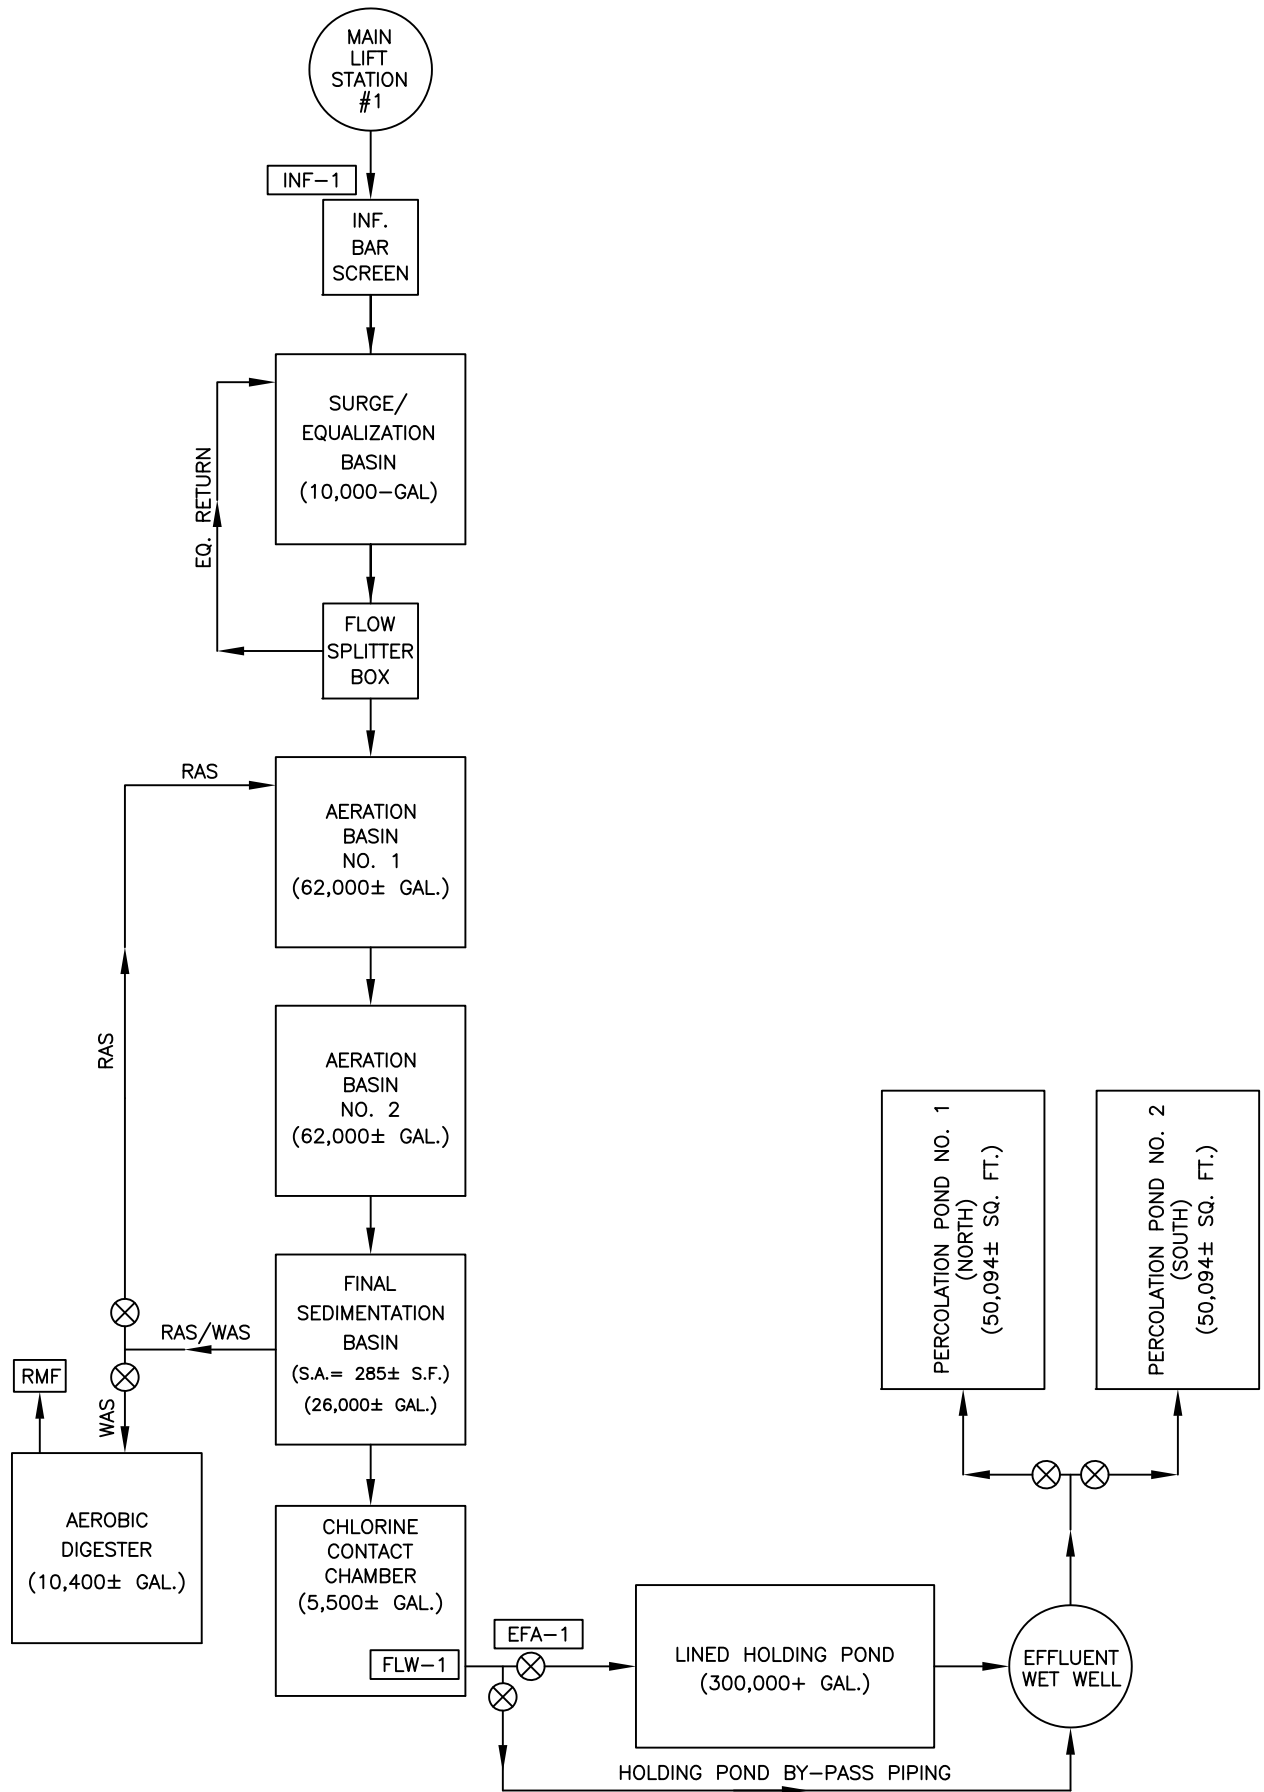 MAIN
LIFT
STATION
#1
INF-1
INF.
BAR
SCREEN
SURGE/
EQUALIZATION
BASIN
(10,000-GAL)
EQ. RETURN
FLOW
SPLITTER
BOX
RAS
AERATION
BASIN
NO. 1
(62,000± GAL.)
RAS
AERATION
BASIN
NO. 2
(62,000± GAL.)
FINAL
SEDIMENTATION
BASIN
(S.A.= 285± S.F.)
(26,000± GAL.)
RAS/WAS
RMF
WAS
AEROBIC
DIGESTER
(10,400± GAL.)
CHLORINE
CONTACT
CHAMBER
(5,500± GAL.)
FLW-1
EFA-1
LINED HOLDING POND
(300,000+ GAL.)
EFFLUENT
WET WELL
HOLDING POND BY-PASS PIPING
PERCOLATION POND NO. 1
(NORTH)
(50,094± SQ. FT.)
PERCOLATION POND NO. 2
(SOUTH)
(50,094± SQ. FT.)